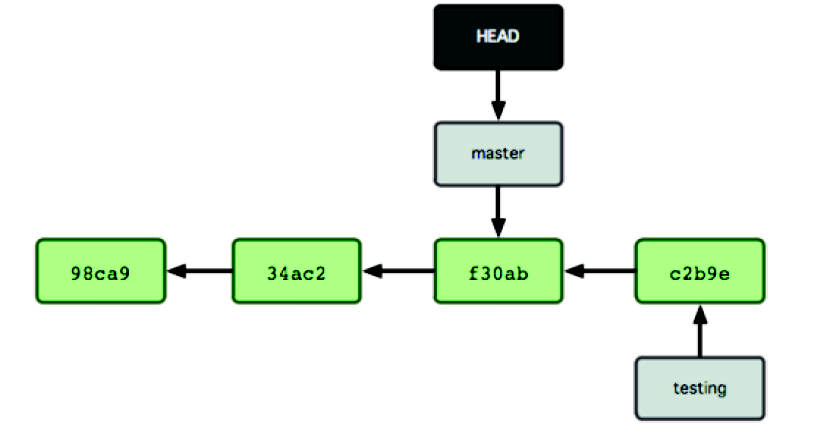 HEAD
master
98ca9
34ac2
f30ab
c2b9e
testing